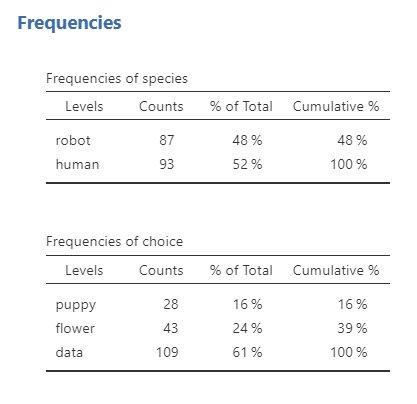 Frequencies
Frequencies of species
Levels Counts % of Total Cumulative %
robot 87 48 % 48 %
human 93 52 % 100 %
Frequencies of choice
Levels Counts % of Total Cumulative %
puppy 28 16 % 16 %
flower 43 24 % 39 %
data 109 61 % 100 %